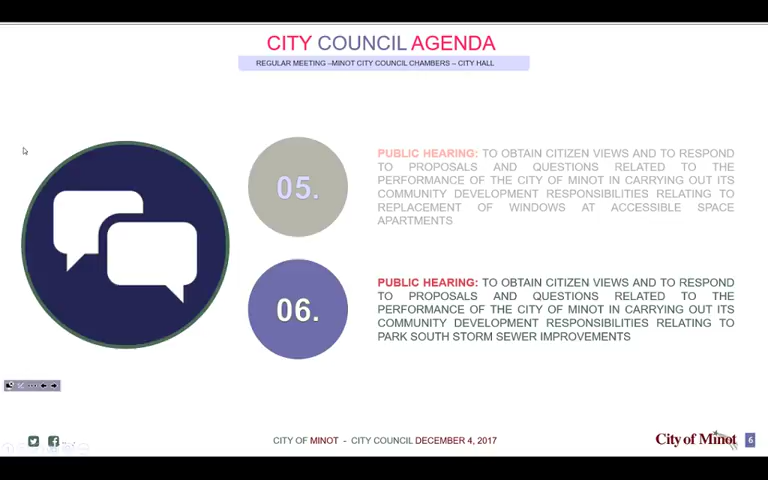 CITY COUNCIL AGENDA
REGULAR MEETING –MINOT CITY COUNCIL CHAMBERS – CITY HALL
05.
PUBLIC HEARING: TO OBTAIN CITIZEN VIEWS AND TO RESPOND
TO PROPOSALS AND QUESTIONS RELATED TO THE
PERFORMANCE OF THE CITY OF MINOT IN CARRYING OUT ITS
COMMUNITY DEVELOPMENT RESPONSIBILITIES RELATING TO
REPLACEMENT OF WINDOWS AT ACCESSIBLE SPACE
APARTMENTS
06.
PUBLIC HEARING: TO OBTAIN CITIZEN VIEWS AND TO RESPOND
TO PROPOSALS AND QUESTIONS RELATED TO THE
PERFORMANCE OF THE CITY OF MINOT IN CARRYING OUT ITS
COMMUNITY DEVELOPMENT RESPONSIBILITIES RELATING TO
PARK SOUTH STORM SEWER IMPROVEMENTS
CITY OF MINOT - CITY COUNCIL DECEMBER 4, 2017
City of Minot
6